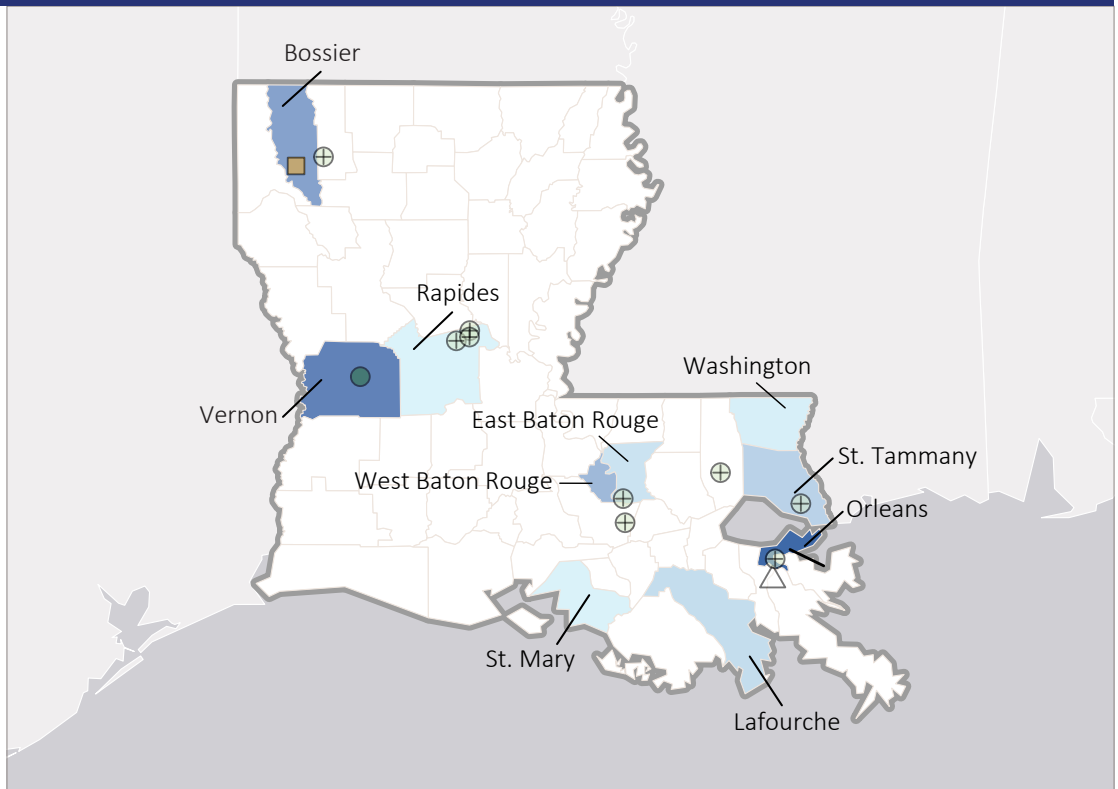 Bossier
Rapides
Washington
Vernon
East Baton Rouge
St. Tammany
West Baton Rouge
Orleans
St. Mary
Lafourche